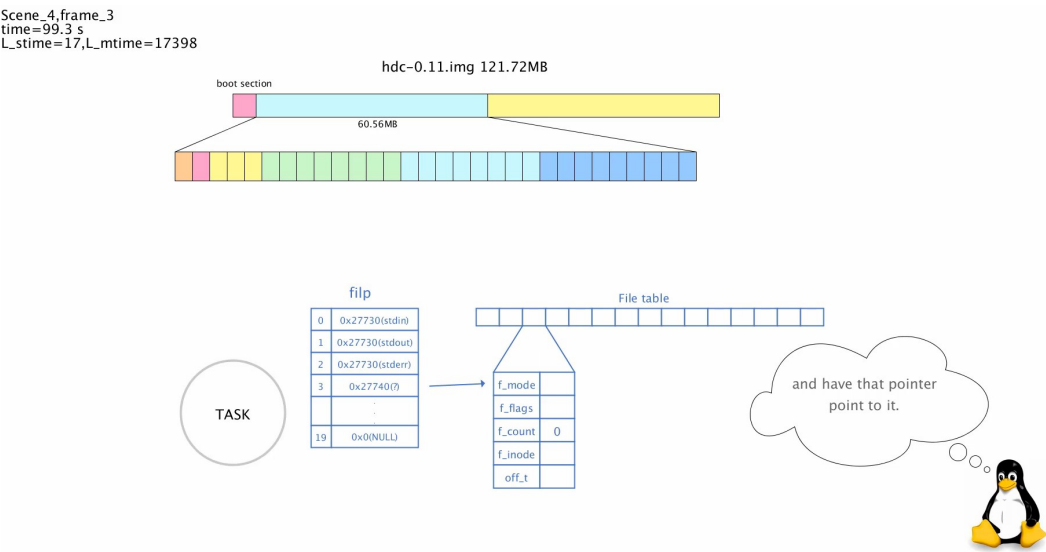 Scene_4,frame_3
time=99.3 s
L_stime=17,L_mtime=17398
hdc-0.11.img 121.72MB
boot section
60.56MB
filp
0 0x27730(stdin)
1 0x27730(stdout)
2 0x27730(stderr)
3 0x27740(?)
19 0x0(NULL)
TASK
File table
f_mode
f_flags
f_count 0
f_inode
off_t
and have that pointer
point to it.